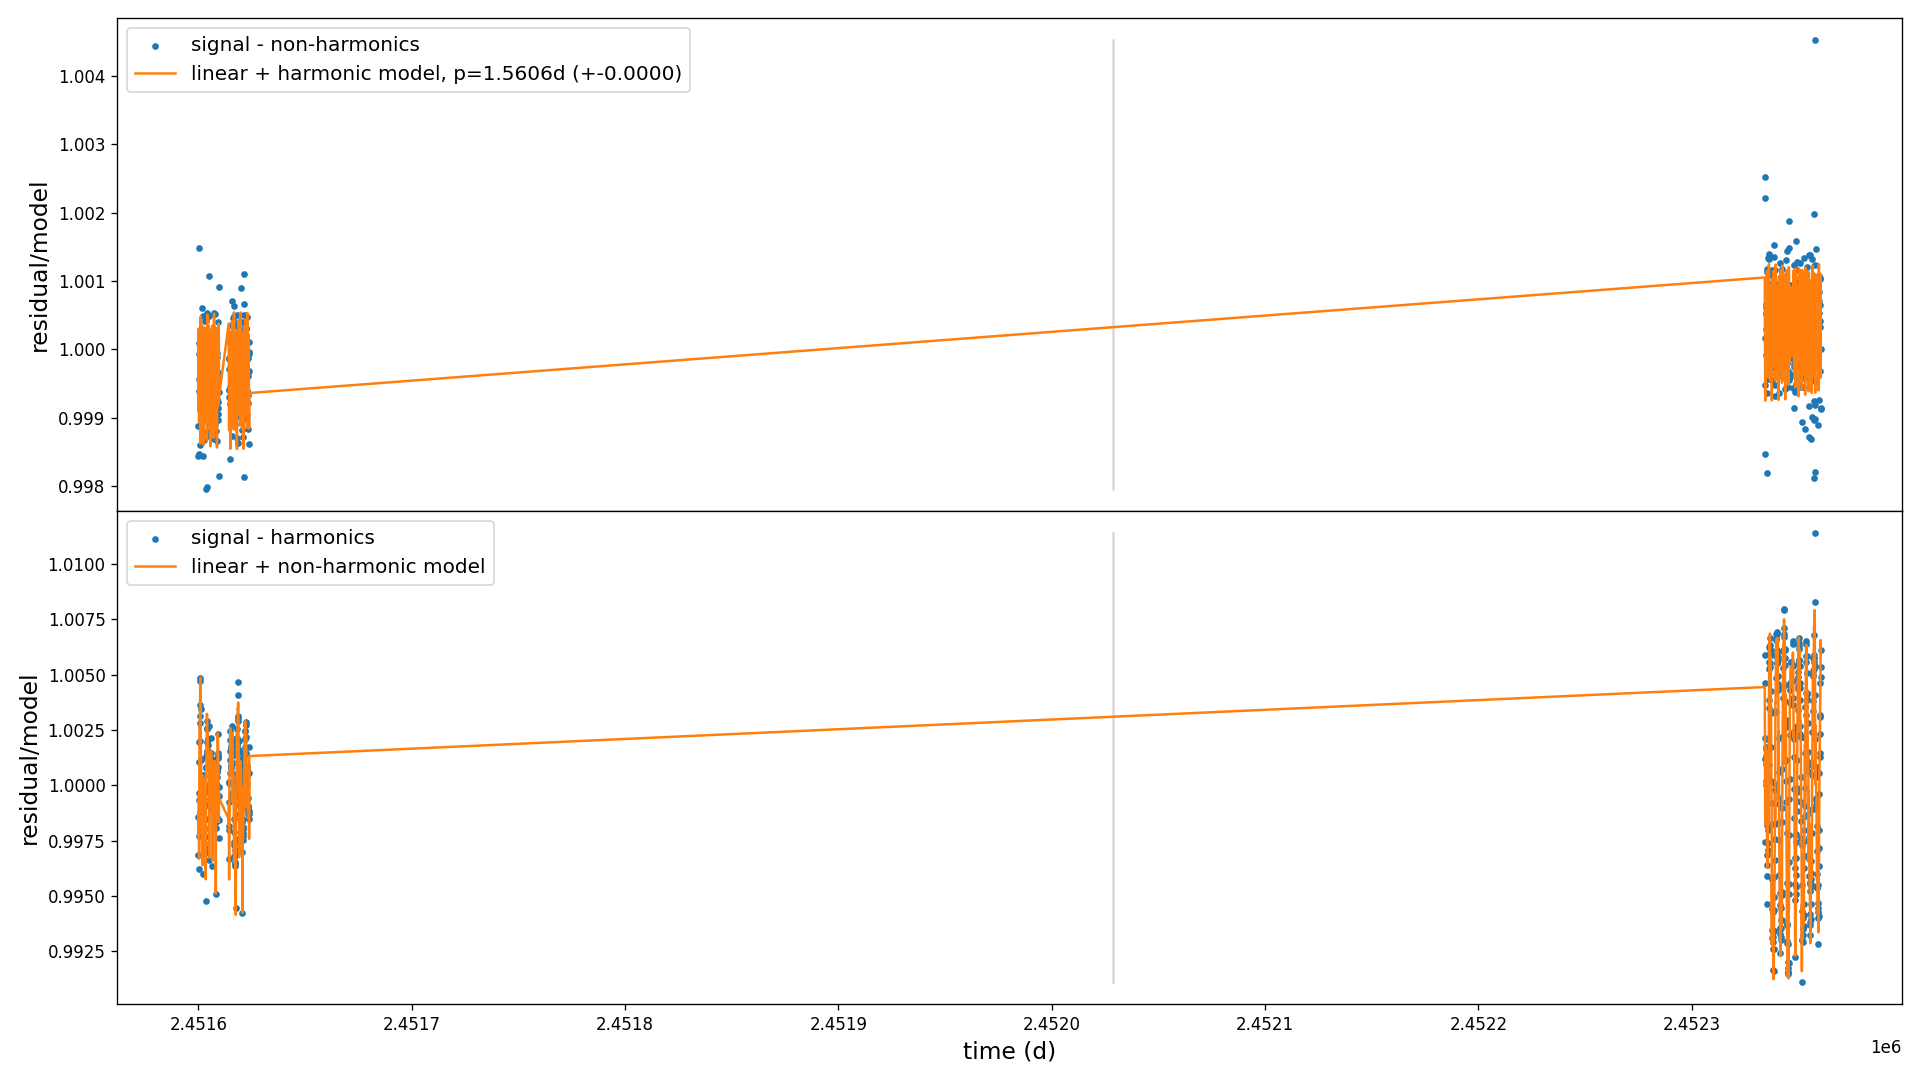 signal - non-harmonics
linear + harmonic model, p=1.5606d (+-0.0000)
1.004
1.003
1.002
1.001
1.000
0.999
0.998
residual/model
signal - harmonics
linear + non-harmonic model
1.0100
1.0075
1.0050
1.0025
1.0000
0.9975
0.9950
0.9925
residual/model
2.4516 2.4517 2.4518 2.4519 2.4520 2.4521 2.4522 2.4523
1e6
time (d)